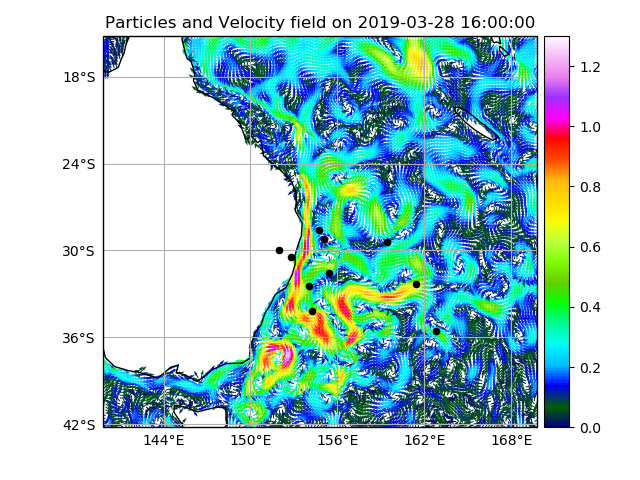 Particles and Velocity field on 2019-03-28 16:00:00
18°S
24°S
30°S
36°S
42°S
144°E 150°E 156°E 162°E 168°E
1.2
1.0
0.8
0.6
0.4
0.2
0.0